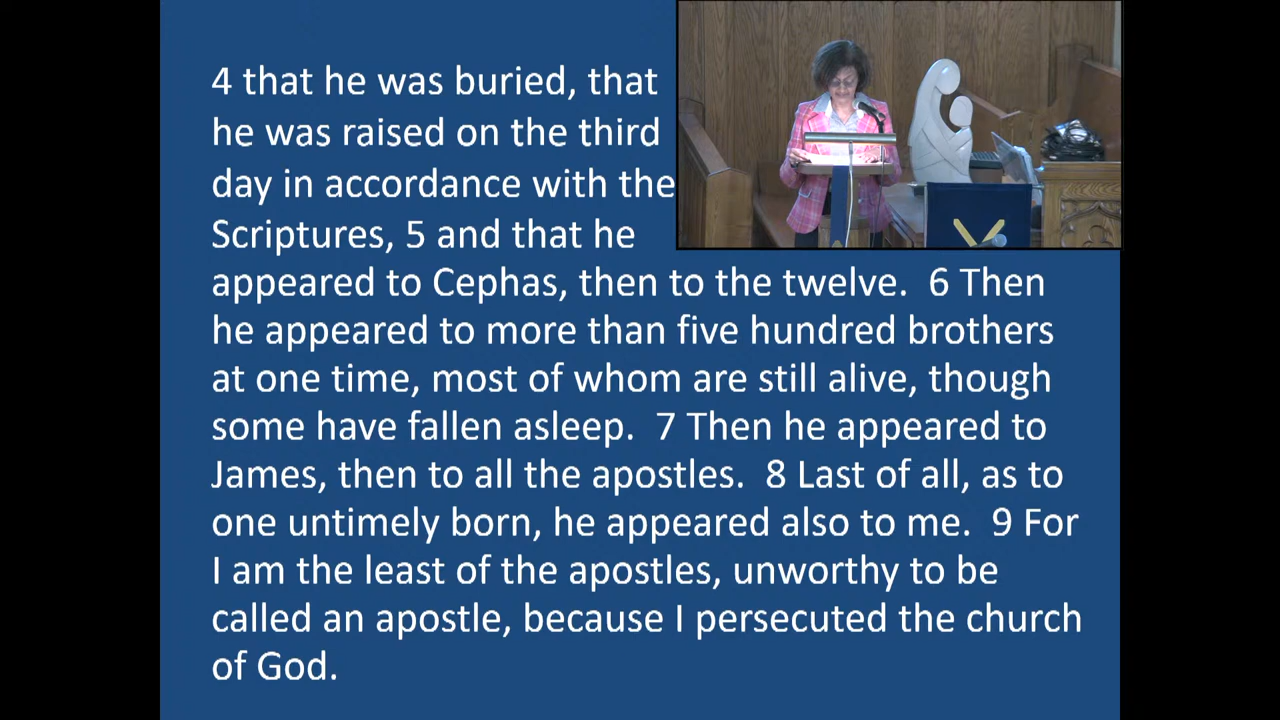 4 that he was buried, that
he was raised on the third
day in accordance with the
Scriptures, 5 and that he
appeared to Cephas, then to the twelve.  6 Then
he appeared to more than five hundred brothers
at one time, most of whom are still alive, though
some have fallen asleep.  7 Then he appeared to
James, then to all the apostles.  8 Last of all, as to
one untimely born, he appeared also to me.  9 For
I am the least of the apostles, unworthy to be
called an apostle, because I persecuted the church
of God.